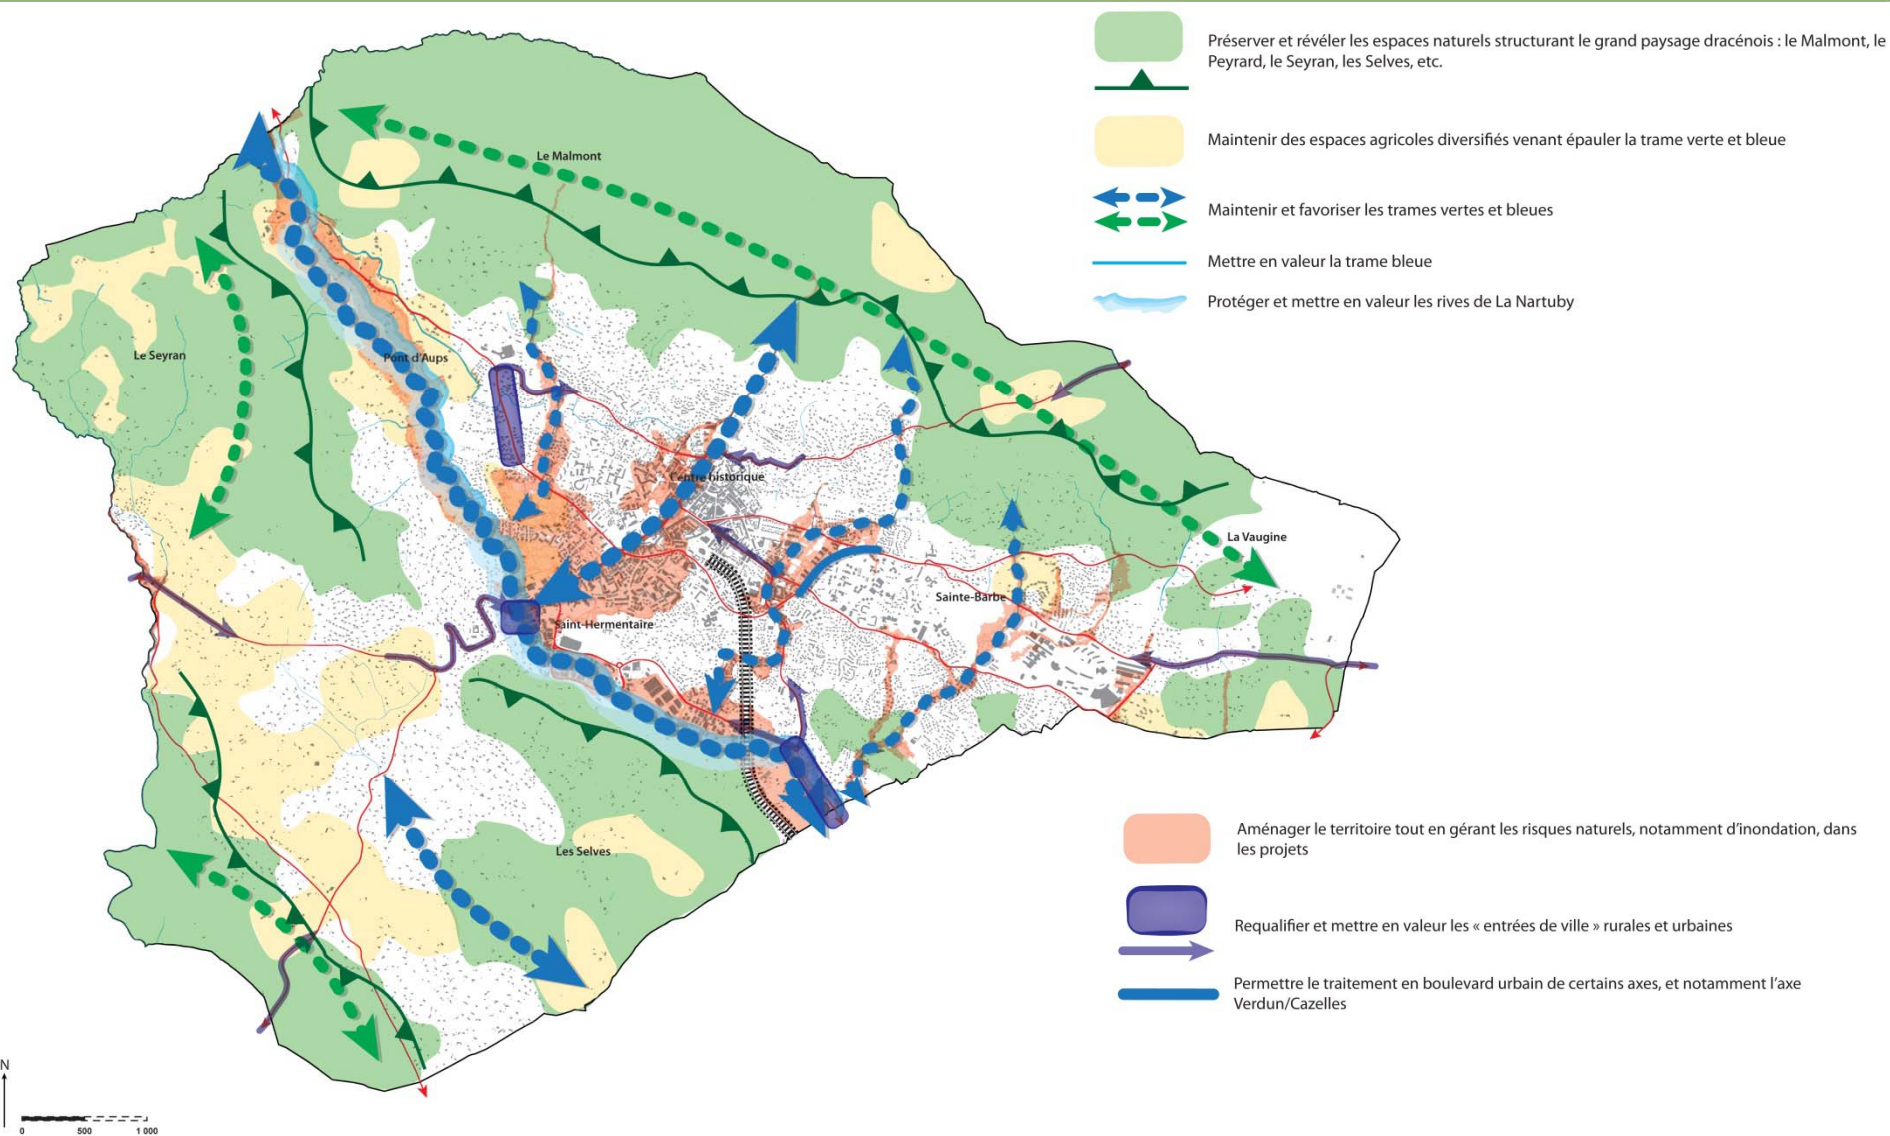 Préserver et révéler les espaces naturels structurant le grand paysage dracénois : le Malmont, le
Peyrard, le Seyran, les Selves, etc.
Maintenir des espaces agricoles diversifiés venant épauler la trame verte et bleue
Maintenir et favoriser les trames vertes et bleues
Mettre en valeur la trame bleue
Protéger et mettre en valeur les rives de La Nartuby
Le Malmont
Le Seyran
Pont d'Aups
Centre historique
La Vaugine
Sainte-Barbe
Saint-Hermentaire
Les Selves
Aménager le territoire tout en gérant les risques naturels, notamment d'inondation, dans
les projets
Requalifier et mettre en valeur les « entrées de ville » rurales et urbaines
Permettre le traitement en boulevard urbain de certains axes, et notamment l'axe
Verdun/Cazelles
N
0 500 1 000